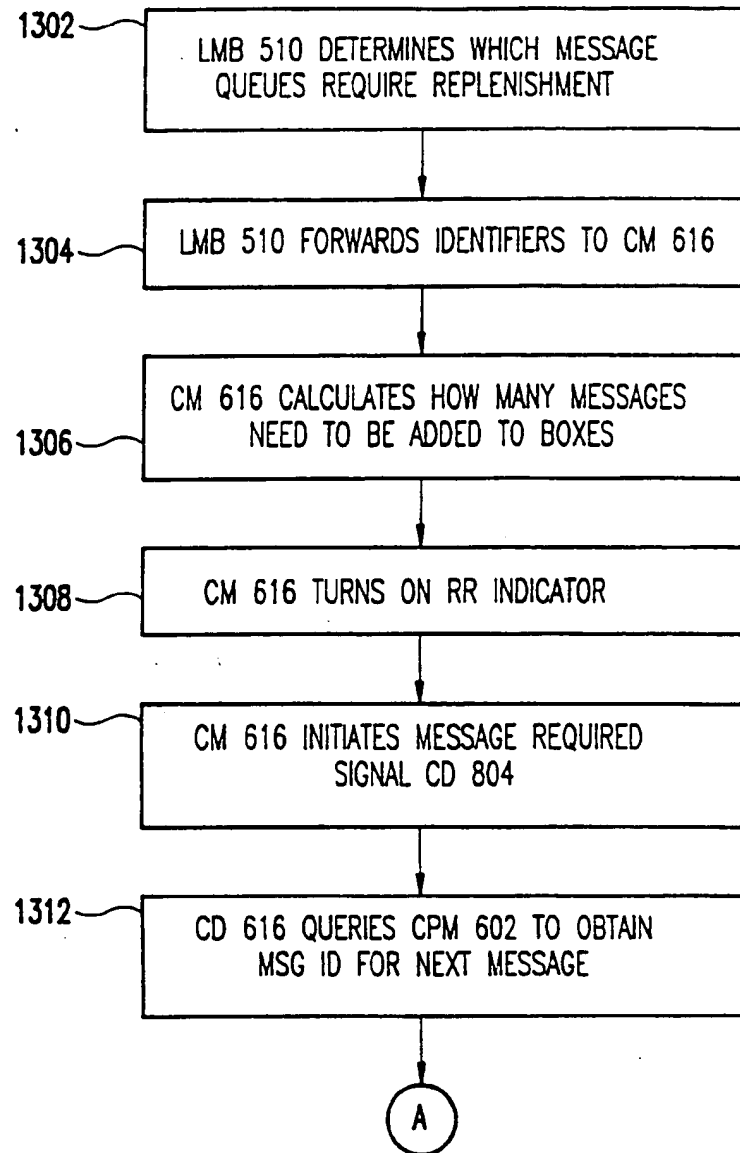 1302
LMB 510 DETERMINES WHICH MESSAGE
QUEUES REQUIRE REPLENISHMENT
1304
LMB 510 FORWARDS IDENTIFIERS TO CM 616
1306
CM 616 CALCULATES HOW MANY MESSAGES
NEED TO BE ADDED TO BOXES
1308
CM 616 TURNS ON RR INDICATOR
1310
CM 616 INITIATES MESSAGE REQUIRED
SIGNAL CD 804
1312
CD 616 QUERIES CPM 602 TO OBTAIN
MSG ID FOR NEXT MESSAGE
A